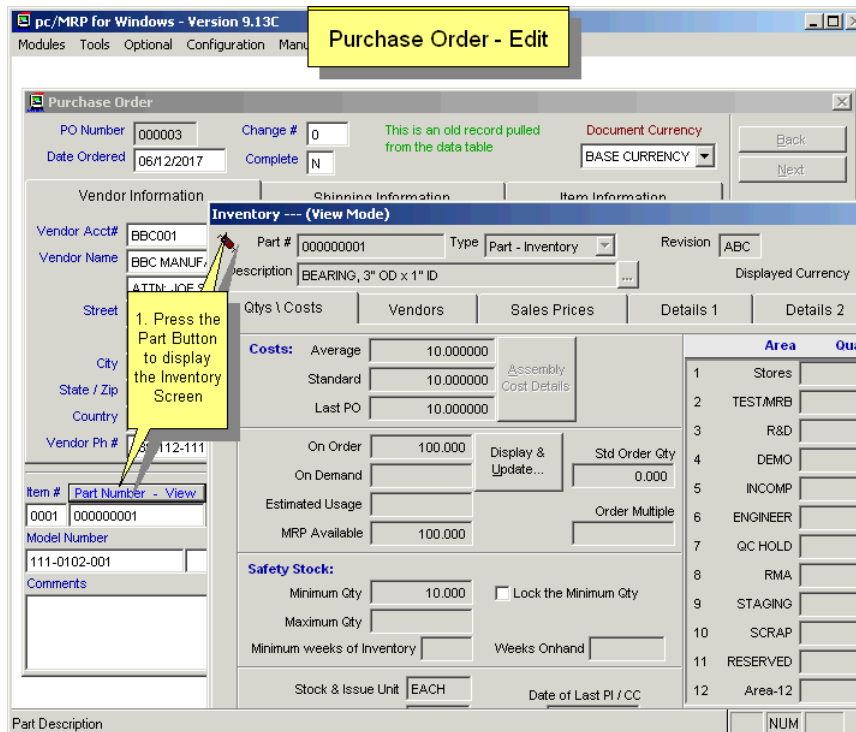 pc/MRP for Windows - Version 9.13C
Purchase Order - Edit
Modules Tools Optional Configuration
Purchase Order
PO Number 000003 Change # 0 This is an old record pulled Document Currency Back
from the data table
Date Ordered 06/12/2017 Complete N BASE CURRENCY Next
Vendor Information Shipping Information Item Information
Inventory --- (View Mode)
Vendor Acct# BBC001 Part # 000000001 Type Part - Inventory Revision ABC
Vendor Name BBC Description BEARING, 3" OD x 1" ID ... Displayed Currency
ATTN: JOE
Street
City
State / Zip
Country
Vendor Ph # 112-111
1. Press the
Part Button
to display
the Inventory
Screen
Qtys \ Costs Vendors Sales Prices Details 1 Details 2
Costs: Average 10.000000 Assembly
Cost Details
Standard 10.000000
Last PO 10.000000
On Order 100.000 Display &
Update... Std Order Qty
0.000
On Demand
Estimated Usage Order Multiple
MRP Available 100.000
Safety Stock:
Minimum Qty 10.000 Lock the Minimum Qty
Maximum Qty
Minimum weeks of Inventory Weeks Onhand
Stock & Issue Unit EACH Date of Last PI / CC
Area
1 Stores
2 TEST/MRB
3 R&D
4 DEMO
5 INCOMP
6 ENGINEER
7 QC HOLD
8 RMA
9 STAGING
10 SCRAP
11 RESERVED
12 Area-12
Item # Part Number - View
0001 000000001
Model Number
111-0102-001
Comments
Part Description NUM